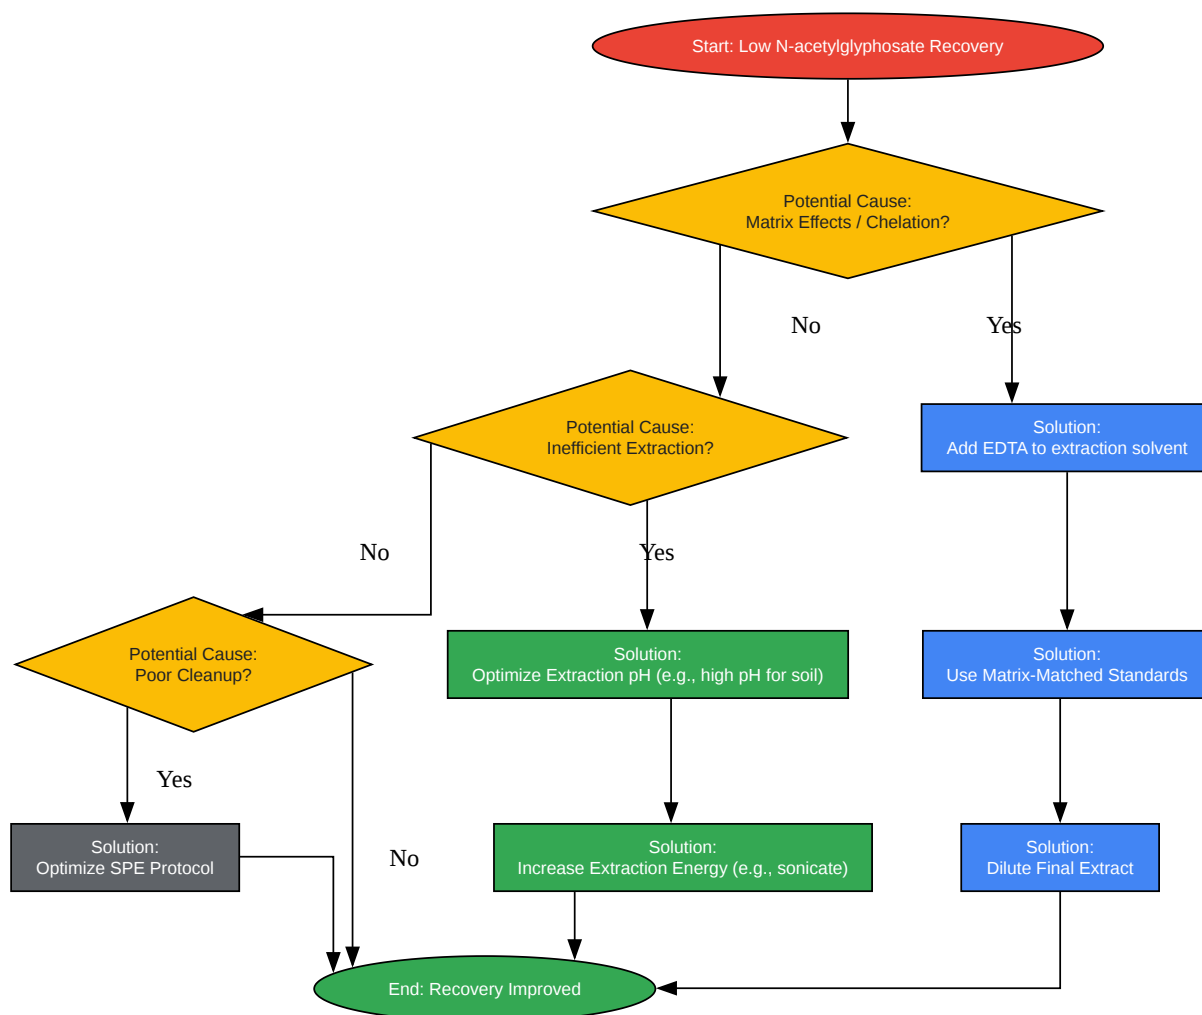 Start: Low N-acetylglyphosate Recovery
Potential Cause:
Matrix Effects / Chelation?
No
Yes
Potential Cause:
Inefficient Extraction?
Solution:
Add EDTA to extraction solvent
No
Yes
Potential Cause:
Poor Cleanup?
Solution:
Optimize Extraction pH (e.g., high pH for soil)
Solution:
Use Matrix-Matched Standards
Yes
No
Solution:
Optimize SPE Protocol
Solution:
Increase Extraction Energy (e.g., sonicate)
Solution:
Dilute Final Extract
End: Recovery Improved